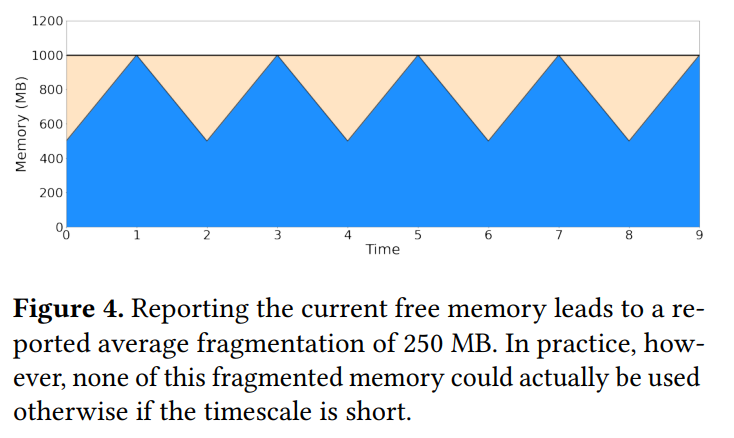 1200
1000
800
600
400
200
0
Memory (MB)
0 1 2 3 4 5 6 7 8 9
Time
Figure 4. Reporting the current free memory leads to a re-
ported average fragmentation of 250 MB. In practice, how-
ever, none of this fragmented memory could actually be used
otherwise if the timescale is short.